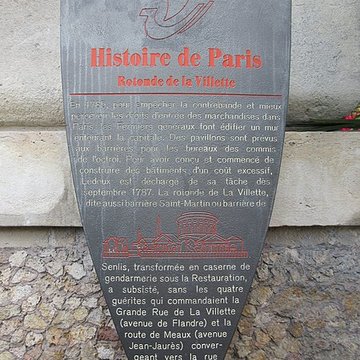 Histoire de Paris
Rotonde de la Villette
En 1785, pour empêcher la contrebande et mieux
percevoir les droits d'entrée des marchandises dans
Paris, les Fermiers généraux font édifier un mur
entourant la capitale. Des pavillons sont prévus
aux barrières pour les bureaux des commis
de l'octroi. Pour avoir conçu et commencé de
construire des bâtiments d'un coût excessif,
Ledoux est déchargé de sa tâche dès
septembre 1787. La rotonde de La Villette,
dite aussi barrière Saint-Martin ou barrière de
Senlis, transformée en caserne de
gendarmerie sous la Restauration,
a subsisté, sans les quatre
guérites qui commandaient la
Grande Rue de La Villette
(avenue de Flandre) et la
route de Meaux (avenue
Jean-Jaurès) conver-
geant vers la rue